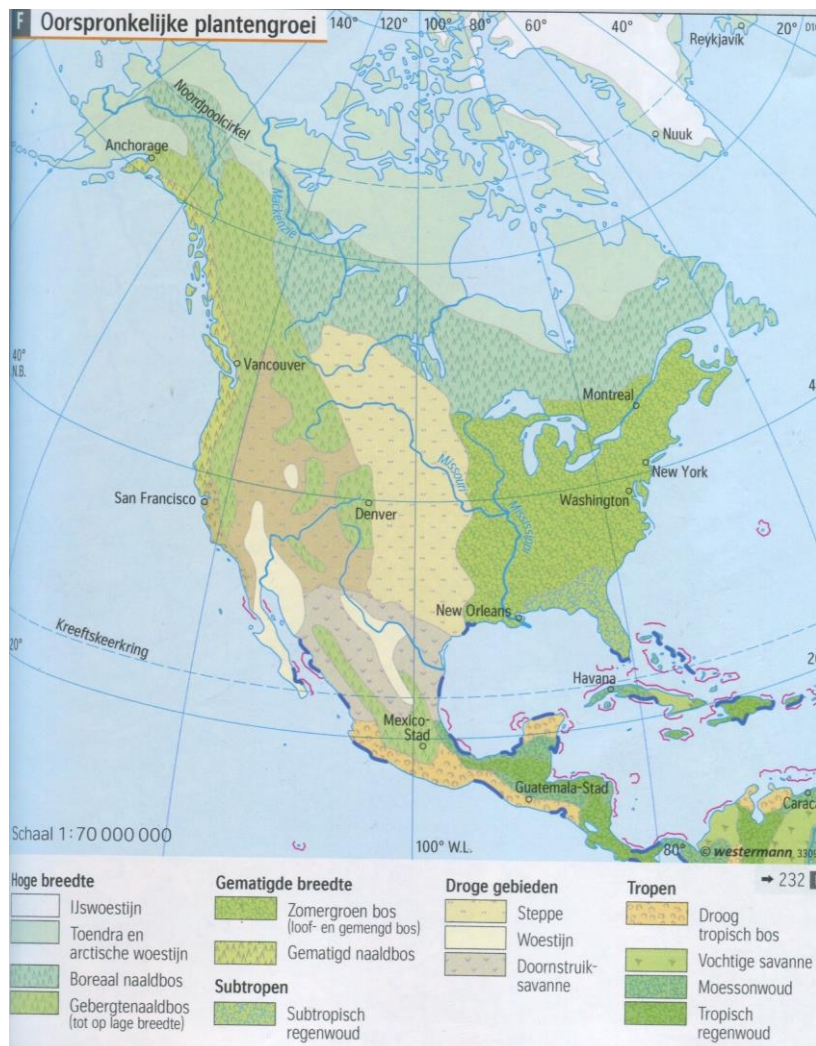 F Oorspronkelijke plantengroei
140° 120° 100° 80° 60° 40° 20°
Reykjavík
Noordpoolcirkel
Nuuk
Anchorage
Mackenzie
40°
N.B.
Vancouver
Montreal
4
Missouri
New York
San Francisco
Washington
Denver
Mississippi
New Orleans
Kreeftskeerkring
20°
20
Havana
Mexico-
Stad
Guatemala-Stad
Carac
Schaal 1:70 000 000
100° W.L.
80°
© westermann 3309
➞ 232
Hoge breedte
IJswoestijn
Toendra en
arctische woestijn
Boreaal naaldbos
Gebergtenaaldbos
(tot op lage breedte)
Gematigde breedte
Zomergroen bos
(loof- en gemengd bos)
Gematigd naaldbos
Subtropen
Subtropisch
regenwoud
Droge gebieden
Steppe
Woestijn
Doornstruik-
savanne
Tropen
Droog
tropisch bos
Vochtige savanne
Moessonwoud
Tropisch
regenwoud